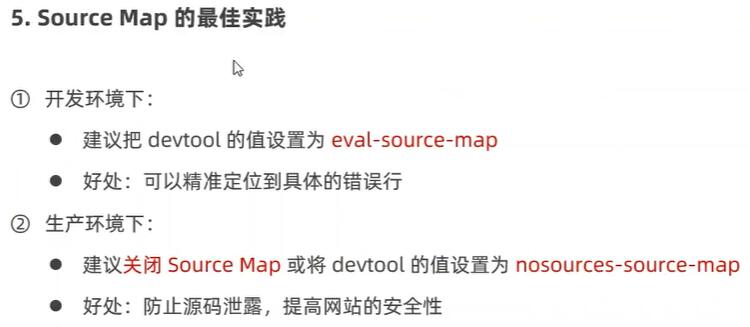 5. Source Map 的最佳实践
① 开发环境下：
● 建议把 devtool 的值设置为 eval-source-map
● 好处：可以精准定位到具体的错误行
② 生产环境下：
● 建议关闭 Source Map 或将 devtool 的值设置为 nosources-source-map
● 好处：防止源码泄露，提高网站的安全性